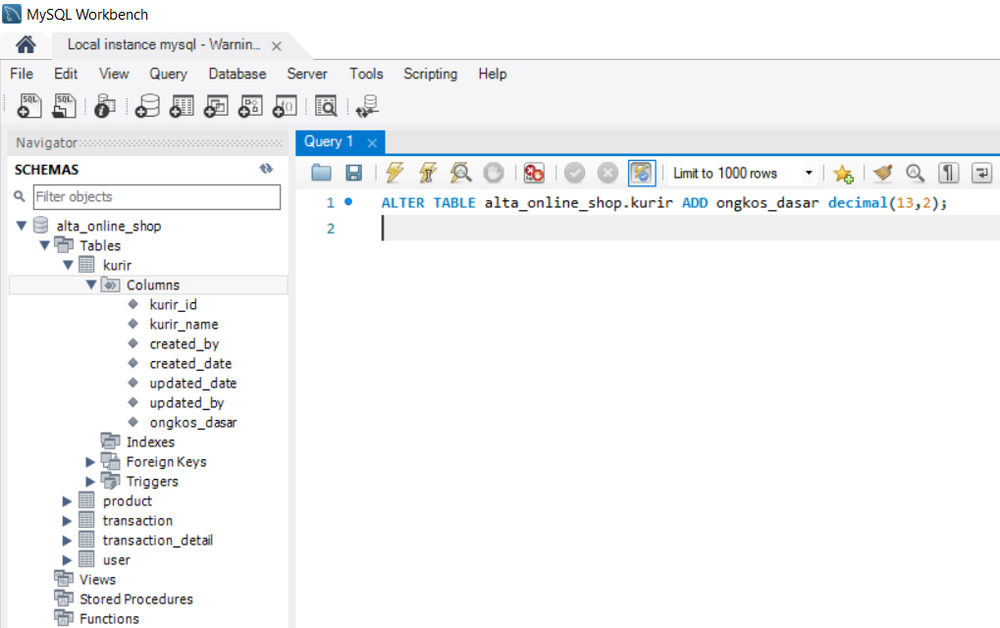 MySQL Workbench
Local instance mysql - Warnin...
File Edit View Query Database Server Tools Scripting Help
SQL SQL
Navigator
SCHEMAS
Filter objects
alta_online_shop
Tables
kurir
Columns
kurir_id
kurir_name
created_by
created_date
updated_date
updated_by
ongkos_dasar
Indexes
Foreign Keys
Triggers
product
transaction
transaction_detail
user
Views
Stored Procedures
Functions
Query 1
Limit to 1000 rows
1 ALTER TABLE alta_online_shop.kurir ADD ongkos_dasar decimal(13,2);
2